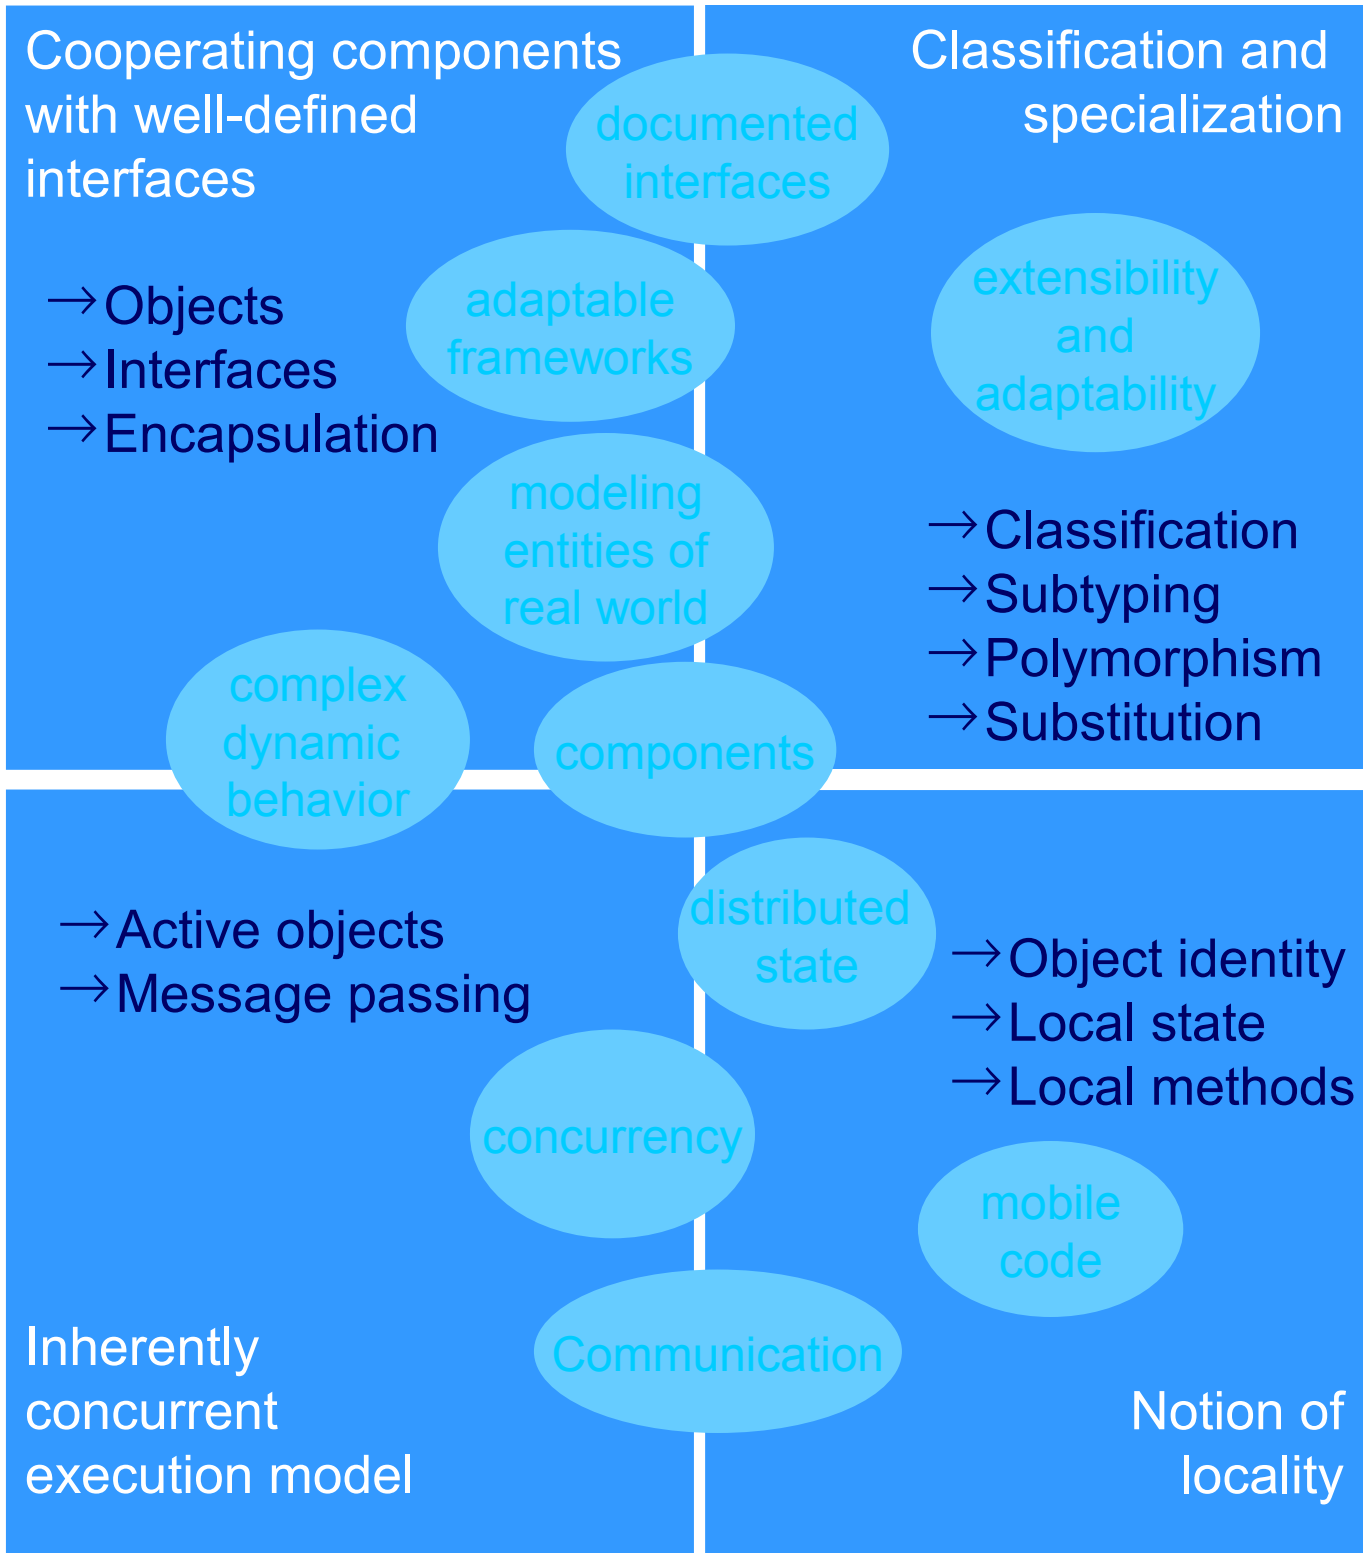 Cooperating components
with well-defined
interfaces
documented
interfaces
Classification and
specialization
→Objects
→Interfaces
→Encapsulation
adaptable
frameworks
extensibility
and
adaptability
modeling
entities of
real world
→Classification
→Subtyping
→Polymorphism
→Substitution
complex
dynamic
behavior
components
→Active objects
→Message passing
distributed
state
→Object identity
→Local state
→Local methods
concurrency
mobile
code
Communication
Inherently
concurrent
execution model
Notion of
locality